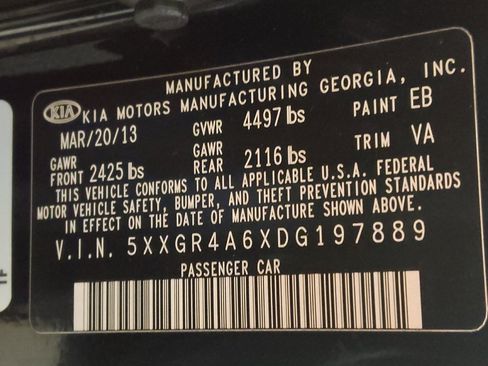 MANUFACTURED BY
KIA KIA MOTORS MANUFACTURING GEORGIA, INC.
MAR/20/13 GVWR 4497 lbs PAINT EB
GAWR FRONT 2425 lbs GAWR REAR 2116 lbs TRIM VA
THIS VEHICLE CONFORMS TO ALL APPLICABLE U.S.A. FEDERAL
MOTOR VEHICLE SAFETY, BUMPER, AND THEFT PREVENTION STANDARDS
IN EFFECT ON THE DATE OF MANUFACTURE SHOWN ABOVE.
V.I.N. 5XXGR4A6XDG197889
PASSENGER CAR